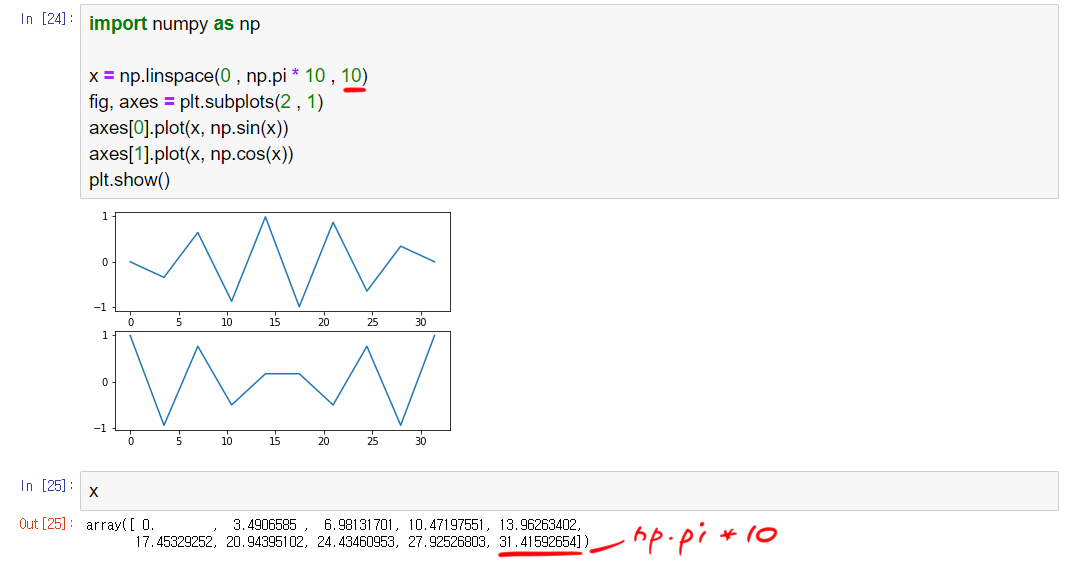 In [24]:
import numpy as np
x = np.linspace(0 , np.pi * 10 , 10)
fig, axes = plt.subplots(2 , 1)
axes[0].plot(x, np.sin(x))
axes[1].plot(x, np.cos(x))
plt.show()
1
0
−1
0 5 10 15 20 25 30
1
0
−1
0 5 10 15 20 25 30
In [25]:
x
Out[25]:
array([ 0. , 3.4906585 , 6.98131701, 10.47197551, 13.96263402,
17.45329252, 20.94395102, 24.43460953, 27.92526803, 31.41592654])
np.pi * 10